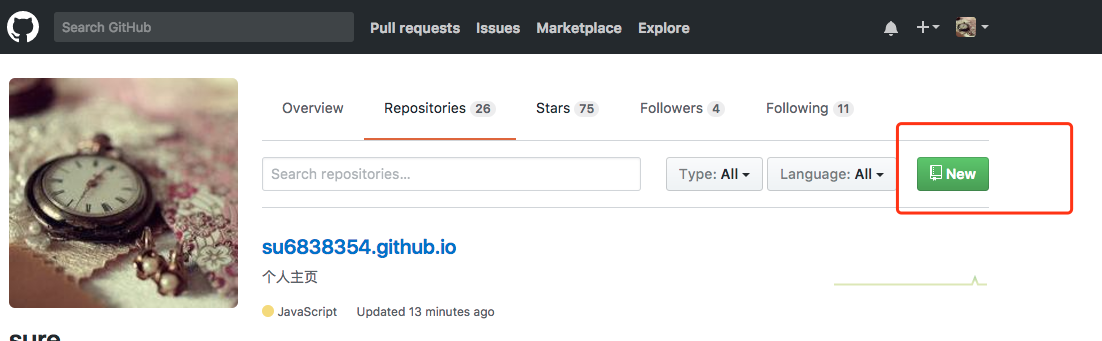 Search GitHub Pull requests Issues Marketplace Explore
Overview Repositories 26 Stars 75 Followers 4 Following 11
Search repositories... Type: All Language: All New
su6838354.github.io
个人主页
JavaScript Updated 13 minutes ago
sure